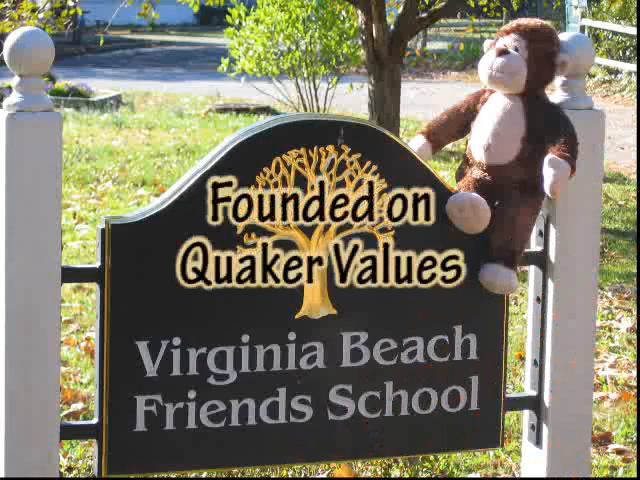 Founded on
Quaker Values
Virginia Beach
Friends School